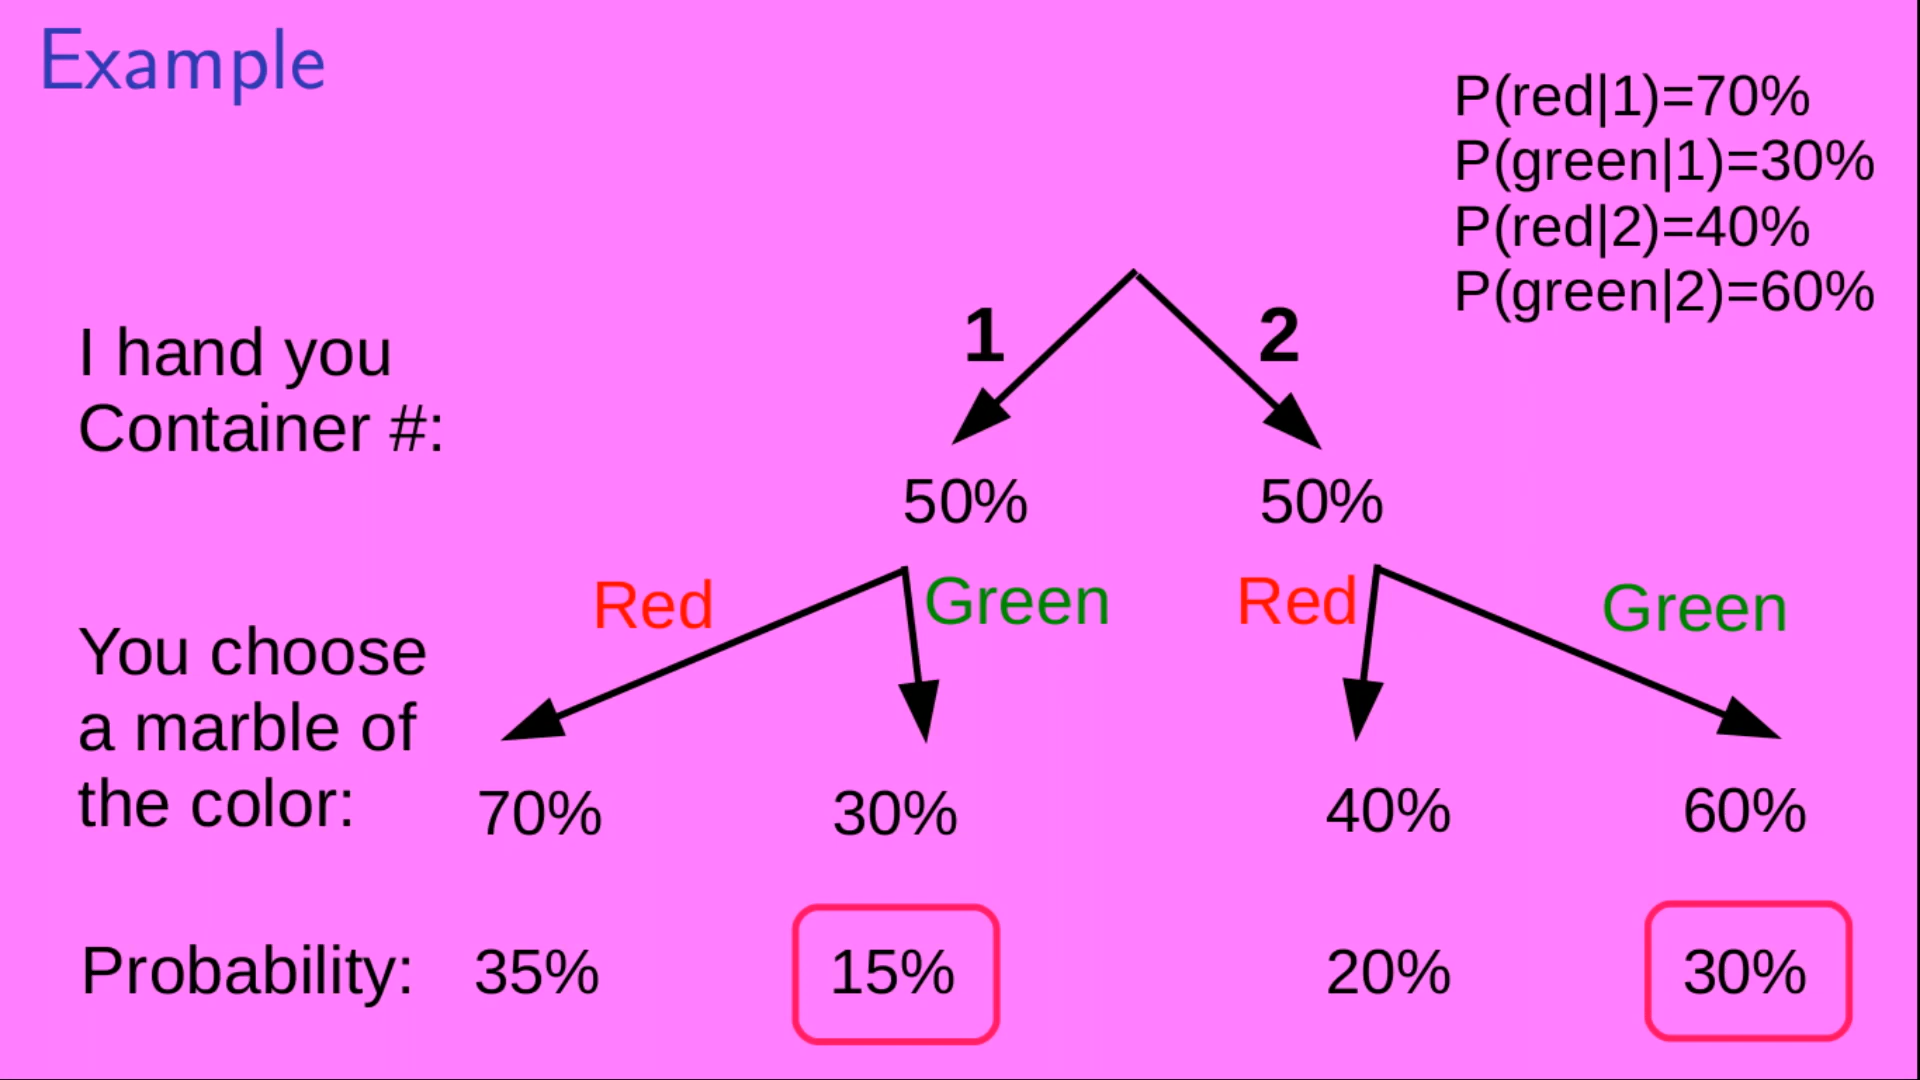 Example
P(red|1)=70%
P(green|1)=30%
P(red|2)=40%
P(green|2)=60%
I hand you
Container #:
1 2
50% 50%
Red Green Red Green
You choose
a marble of
the color:
70% 30% 40% 60%
Probability: 35% 15% 20% 30%